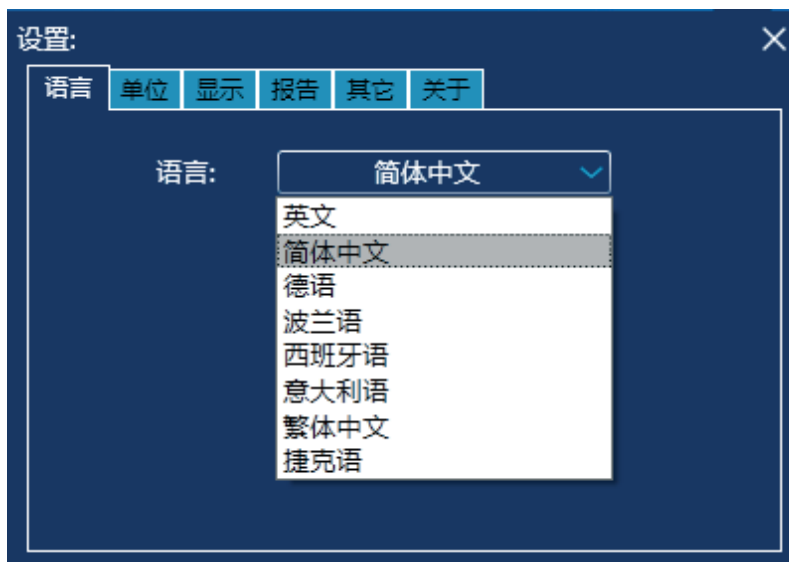 设置:
语言 单位 显示 报告 其它 关于
语言: 简体中文
英文
简体中文
德语
波兰语
西班牙语
意大利语
繁体中文
捷克语